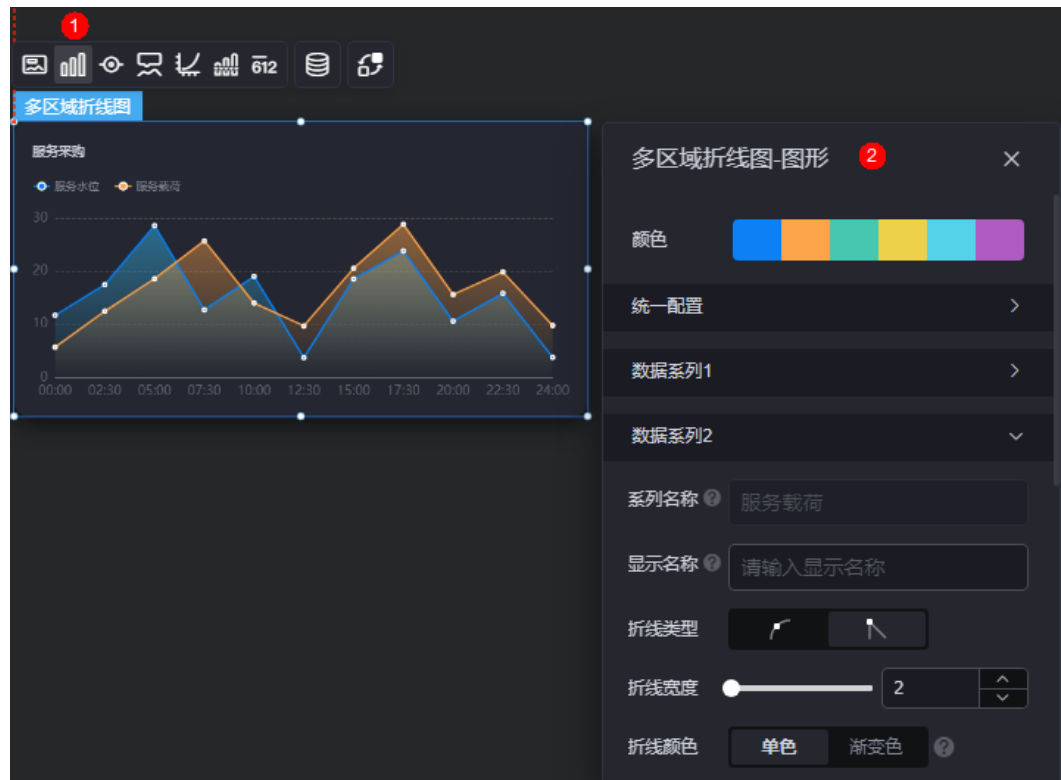 1
612
多区域折线图
服务采购
服务水位 服务载荷
30
20
10
0
00:00 02:30 05:00 07:30 10:00 12:30 15:00 17:30 20:00 22:30 24:00
多区域折线图-图形 2
颜色
统一配置
数据系列1
数据系列2
系列名称 ? 服务载荷
显示名称 ? 请输入显示名称
折线类型
折线宽度 2
折线颜色 单色 渐变色 ?